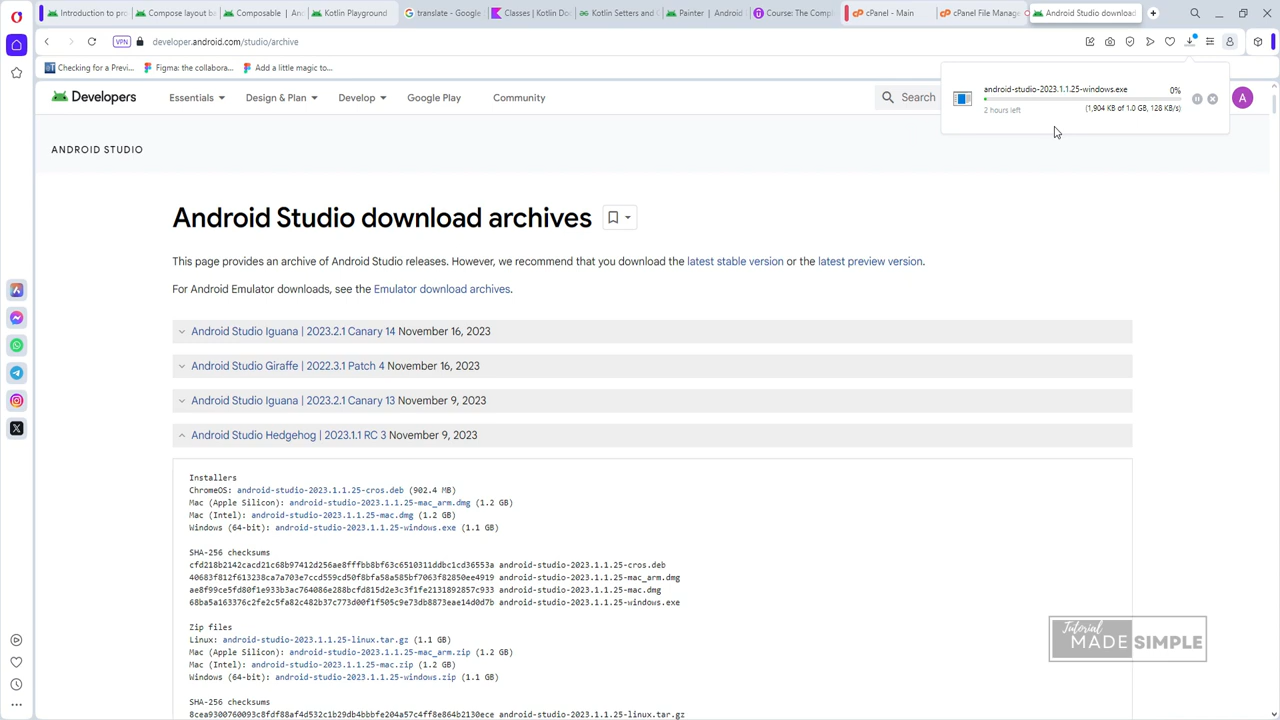 Introduction to pr
Compose layout b
Composable | An
Kotlin Playground
translate - Google
Classes | Kotlin Do
Kotlin Setters and
Painter | Android
Course: The Comp
cPanel - Main
cPanel File Manage
Android Studio download
VPN
developer.android.com/studio/archive
Checking for a Previ...
Figma: the collabora...
Add a little magic to...
Developers
Essentials
Design & Plan
Develop
Google Play
Community
Search
A
android-studio-2023.1.1.25-windows.exe
0%
2 hours left
(1,904 KB of 1.0 GB, 128 KB/s)
ANDROID STUDIO
Android Studio download archives
This page provides an archive of Android Studio releases. However, we recommend that you download the latest stable version or the latest preview version.
For Android Emulator downloads, see the Emulator download archives.
Android Studio Iguana | 2023.2.1 Canary 14 November 16, 2023
Android Studio Giraffe | 2022.3.1 Patch 4 November 16, 2023
Android Studio Iguana | 2023.2.1 Canary 13 November 9, 2023
Android Studio Hedgehog | 2023.1.1 RC 3 November 9, 2023
Installers
ChromeOS: android-studio-2023.1.1.25-cros.deb (902.4 MB)
Mac (Apple Silicon): android-studio-2023.1.1.25-mac_arm.dmg (1.2 GB)
Mac (Intel): android-studio-2023.1.1.25-mac.dmg (1.2 GB)
Windows (64-bit): android-studio-2023.1.1.25-windows.exe (1.1 GB)
SHA-256 checksums
cfd218b2142cacd21c68b97412d256ae8fffbb8bf63c6510311ddbc1cd36553a android-studio-2023.1.1.25-cros.deb
40683f812f613238ca7a703e7ccd559cd50f8bfa58a585bf7063f82850ee4919 android-studio-2023.1.1.25-mac_arm.dmg
ae8f99ce5fd80f1e933b3ac764086e288bcfd815d2e3c3f1fe2131892857c933 android-studio-2023.1.1.25-mac.dmg
68ba5a163376c2fe2c5fa82c482b37c773d00f1f505c9e73db8873eae14d0d7b android-studio-2023.1.1.25-windows.exe
Zip files
Linux: android-studio-2023.1.1.25-linux.tar.gz (1.1 GB)
Mac (Apple Silicon): android-studio-2023.1.1.25-mac_arm.zip (1.2 GB)
Mac (Intel): android-studio-2023.1.1.25-mac.zip (1.2 GB)
Windows (64-bit): android-studio-2023.1.1.25-windows.zip (1.1 GB)
SHA-256 checksums
8cea9300760093c8fdf88af4d532c1b29db4bbbfe204a57c4ff8e864b2130ece android-studio-2023.1.1.25-linux.tar.gz
Tutorial
MADE SIMPLE